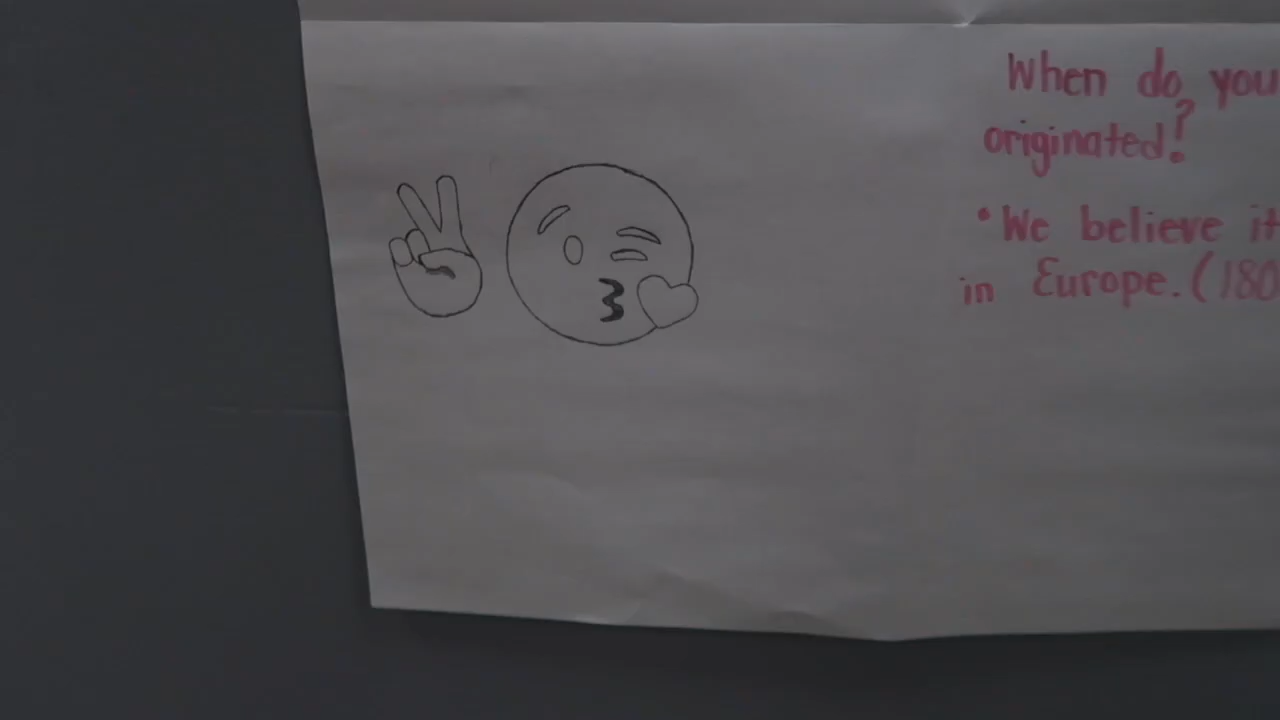 When do you
originated?
• We believe it
in Europe. (180